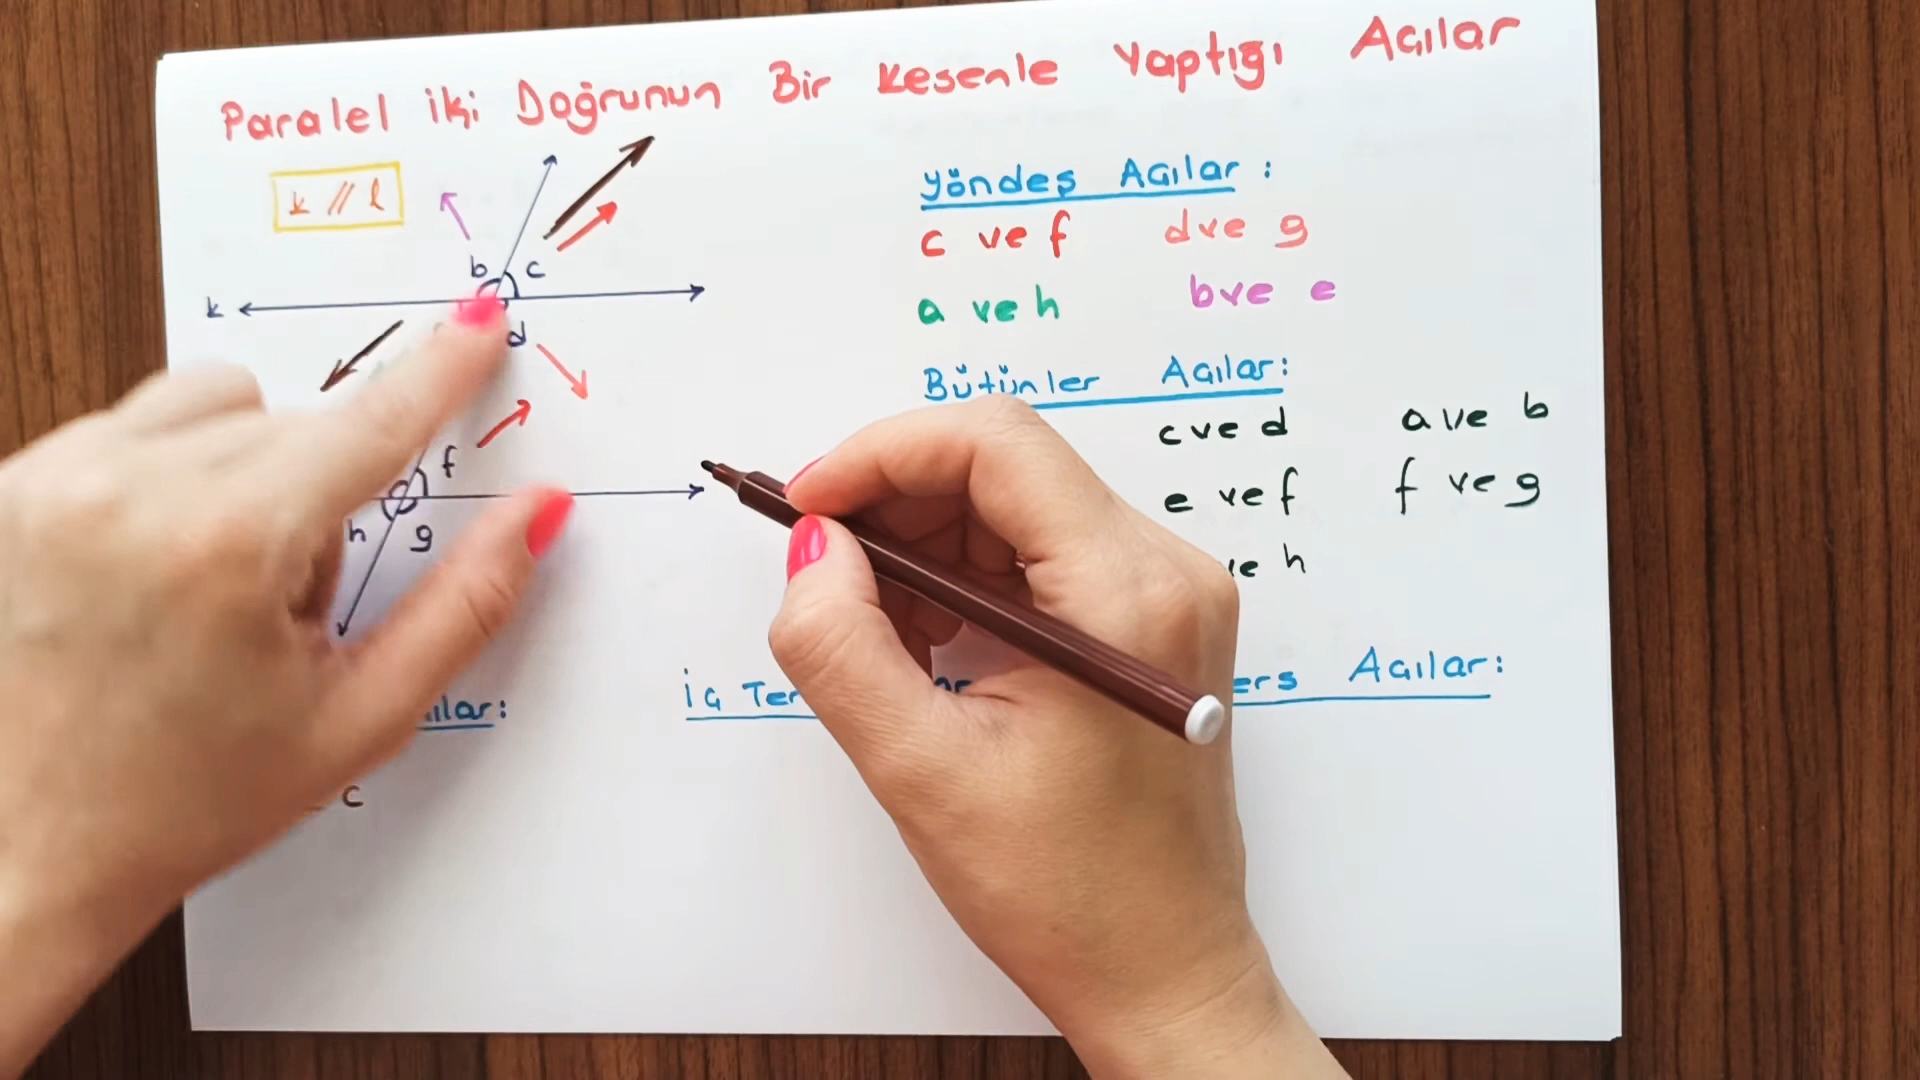 Paralel iki Doğrunun Bir Kesenle Yaptığı Açılar
k // l
b c
k
d
f
h g
Yöndeş Açılar :
c ve f d ve g
a ve h b ve e
Bütünler Açılar:
c ve d a ve b
e ve f f ve g
h
İç Açılar:
c